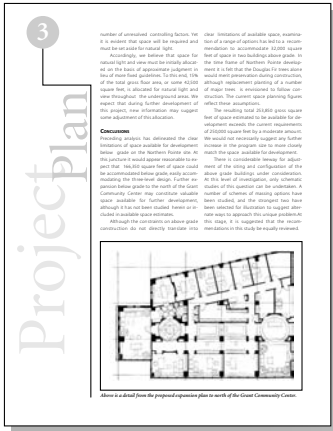 3
Project Plan
number of unresolved controlling factors. Yet
it is evident that space will be required and
must be set aside for natural light.
Accordingly, we believe that space for
natural light and view must be initially allocat-
ed on the basis of approximate judgment in
lieu of more fixed guidelines. To this end, 15%
of the total gross floor area, or some 42,500
square feet, is allocated for natural light and
view throughout the underground areas. We
expect that during further development of
this project, new information may suggest
some adjustment of this allocation.
CONCLUSIONS
Preceding analysis has delineated the clear
limitations of space available for development
below grade on the Northern Pointe site. At
this juncture it would appear reasonable to ex-
pect that 166,350 square feet of space could
be accommodated below grade, easily accom-
modating the three-level design. Further ex-
pansion below grade to the north of the Grant
Community Center may constitute valuable
space available for further development,
although it has not been studied herein or in-
cluded in available space estimates.
Although the constraints on above grade
construction do not directly translate into
clear limitations of available space, examina-
tion of a range of options has led to a recom-
mendation to accommodate 32,000 square
feet of space in two buildings above grade. In
the time frame of Northern Pointe develop-
ment it is felt that the Douglas Fir trees alone
would merit preservation during construction,
although replacement planting of a number
of major trees is envisioned to follow con-
struction. The current space planning figures
reflect these assumptions.
The resulting total 253,850 gross square
feet of space estimated to be available for de-
velopment exceeds the current requirements
of 250,000 square feet by a moderate amount.
We would not necessarily suggest any further
increase in the program size to more closely
match the space available for development.
There is considerable leeway for adjust-
ment of the siting and configuration of the
above grade buildings under consideration.
At this level of investigation, only schematic
studies of this question can be undertaken. A
number of schemes of massing options have
been studied, and the strongest two have
been selected for illustration to suggest alter-
nate ways to approach this unique problem. At
this stage, it is suggested that the recom-
mendations in this study be equally reviewed.
Above is a detail from the proposed expansion plan to north of the Grant Community Center.